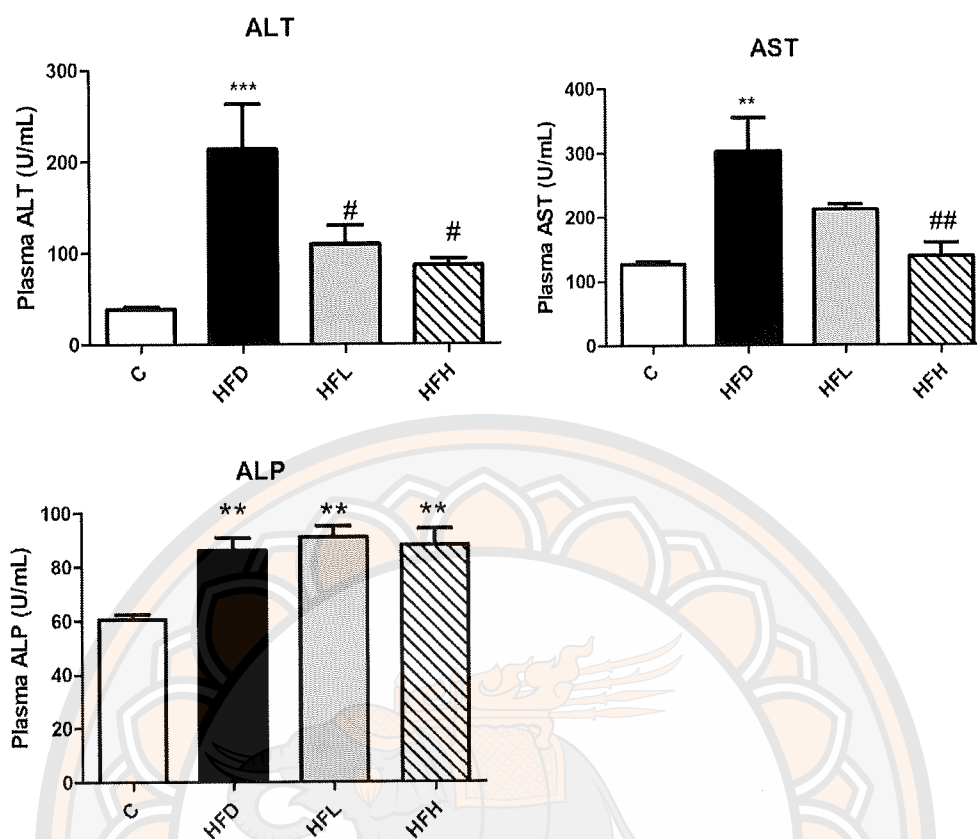 ALT
Plasma ALT (U/mL)
300
200
100
0
***
#
#
C
HFD
HFL
HFH
AST
Plasma AST (U/mL)
400
300
200
100
0
**
##
C
HFD
HFL
HFH
ALP
Plasma ALP (U/mL)
100
80
60
40
20
0
**
**
**
C
HFD
HFL
HFH